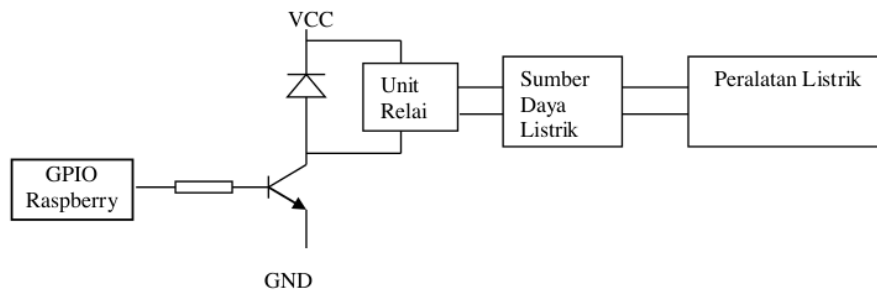 VCC
Unit
Relai
Sumber
Daya
Listrik
Peralatan Listrik
GPIO
Raspberry
GND